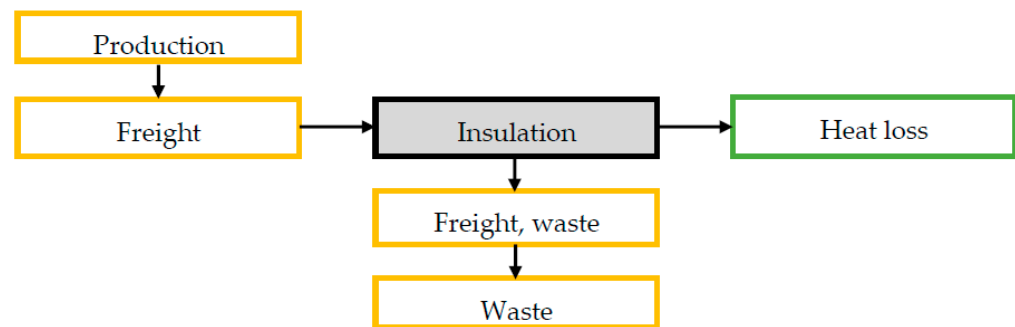 Production
Freight
Insulation
Heat loss
Freight, waste
Waste